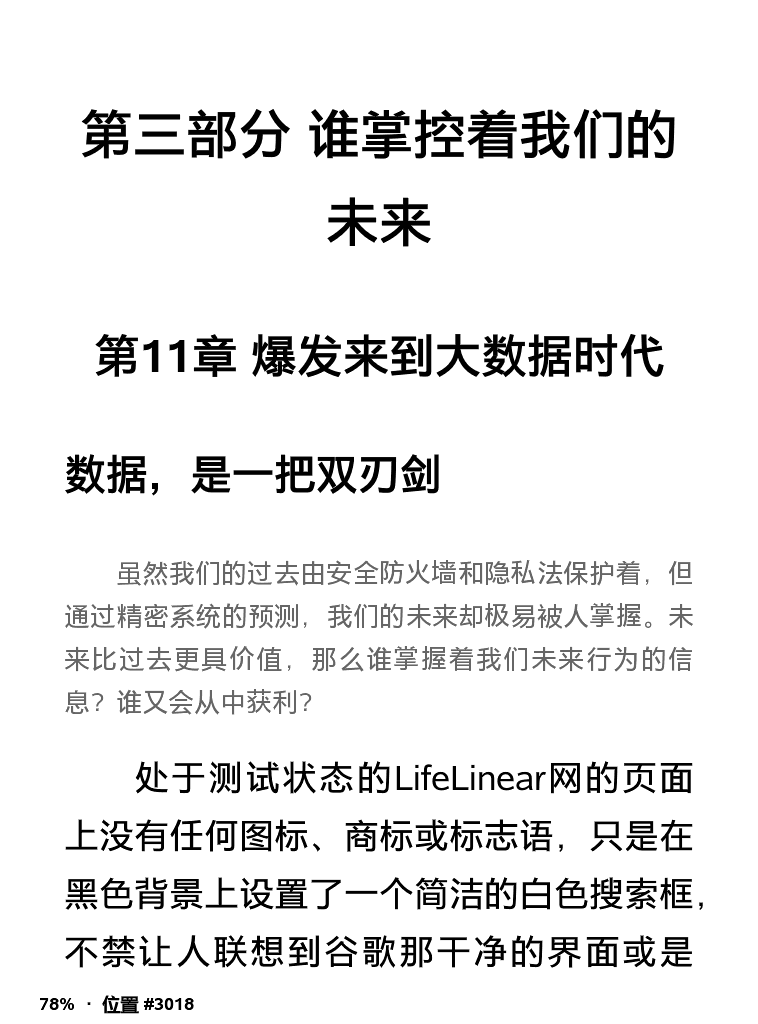 第三部分 谁掌控着我们的
未来
第11章 爆发来到大数据时代
数据，是一把双刃剑
虽然我们的过去由安全防火墙和隐私法保护着，但
通过精密系统的预测，我们的未来却极易被人掌握。未
来比过去更具价值，那么谁掌握着我们未来行为的信
息？谁又会从中获利？
处于测试状态的LifeLinear网的页面
上没有任何图标、商标或标志语，只是在
黑色背景上设置了一个简洁的白色搜索框，
不禁让人联想到谷歌那干净的界面或是
78% · 位置 #3018